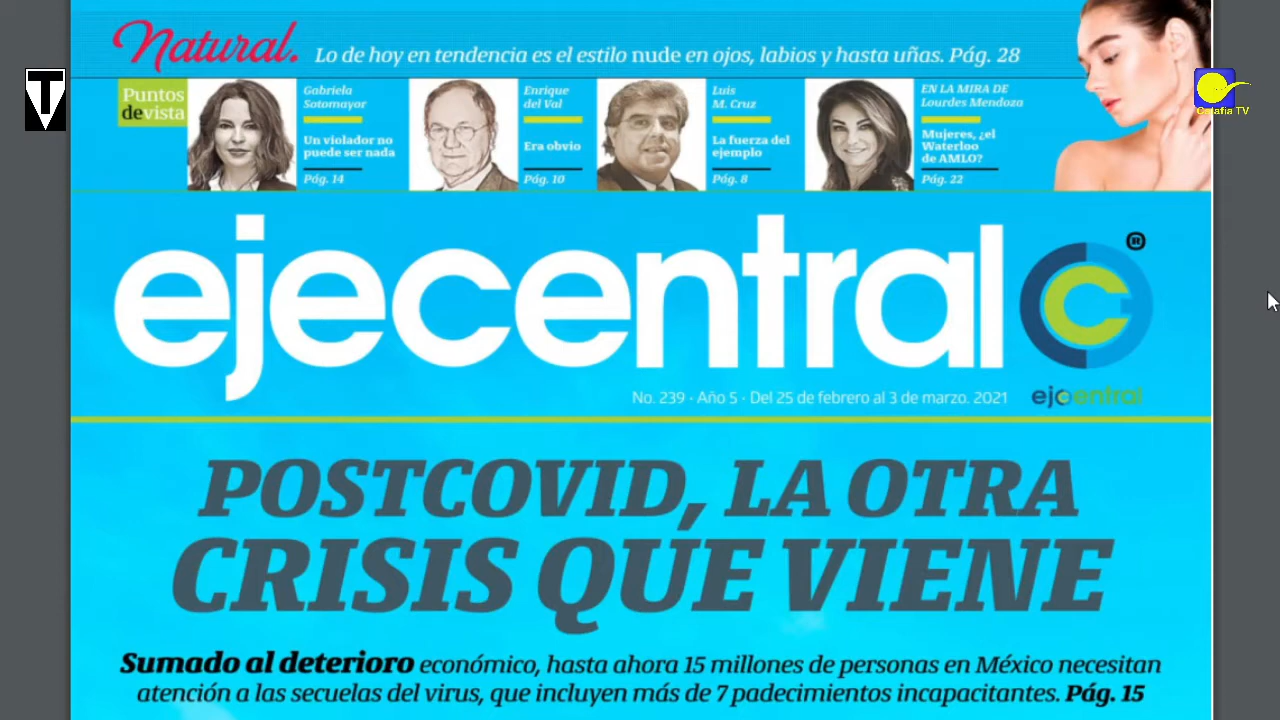 Natural. Lo de hoy en tendencia es el estilo nude en ojos, labios y hasta uñas. Pág. 28
T
Calafia TV
Puntos
de vista
Gabriela
Sotomayor
Un violador no
puede ser nada
Pág. 14
Enrique
del Val
Era obvio
Pág. 10
Luis
M. Cruz
La fuerza del
ejemplo
Pág. 8
EN LA MIRA DE
Lourdes Mendoza
Mujeres, ¿el
Waterloo
de AMLO?
Pág. 22
ejecentral
®
No. 239 · Año 5 · Del 25 de febrero al 3 de marzo. 2021
ejecentral
POSTCOVID, LA OTRA
CRISIS QUE VIENE
Sumado al deterioro económico, hasta ahora 15 millones de personas en México necesitan
atención a las secuelas del virus, que incluyen más de 7 padecimientos incapacitantes. Pág. 15